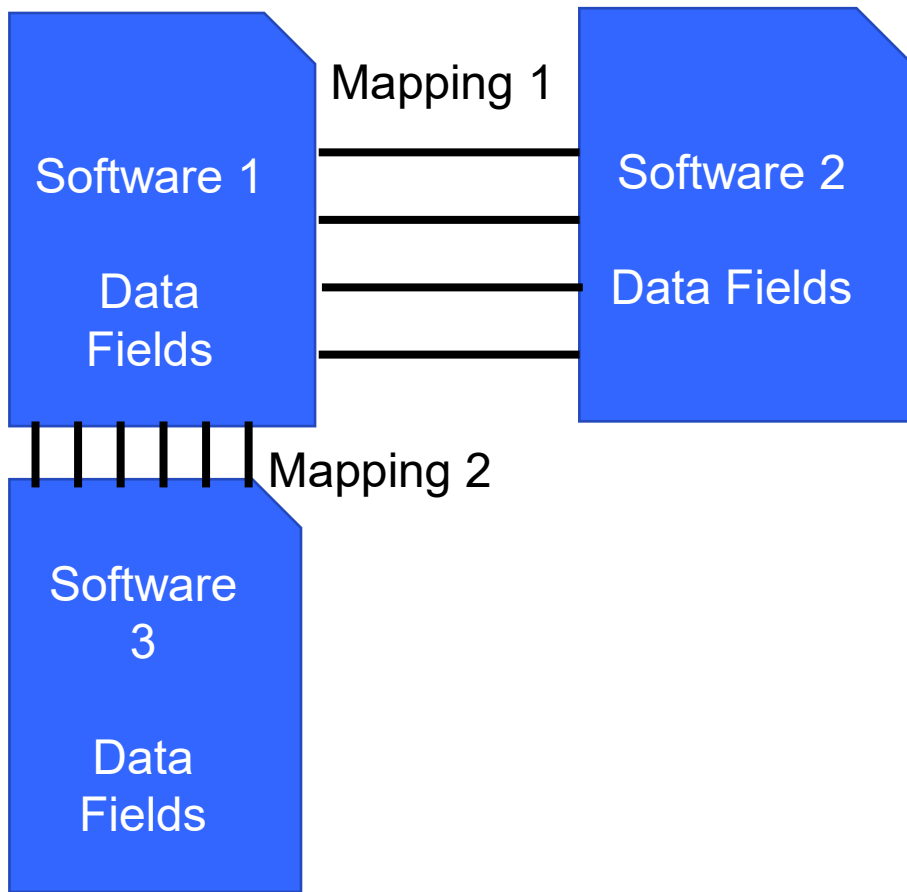 Software 1
Data
Fields
Mapping 1
Software 2
Data Fields
Mapping 2
Software
3
Data
Fields